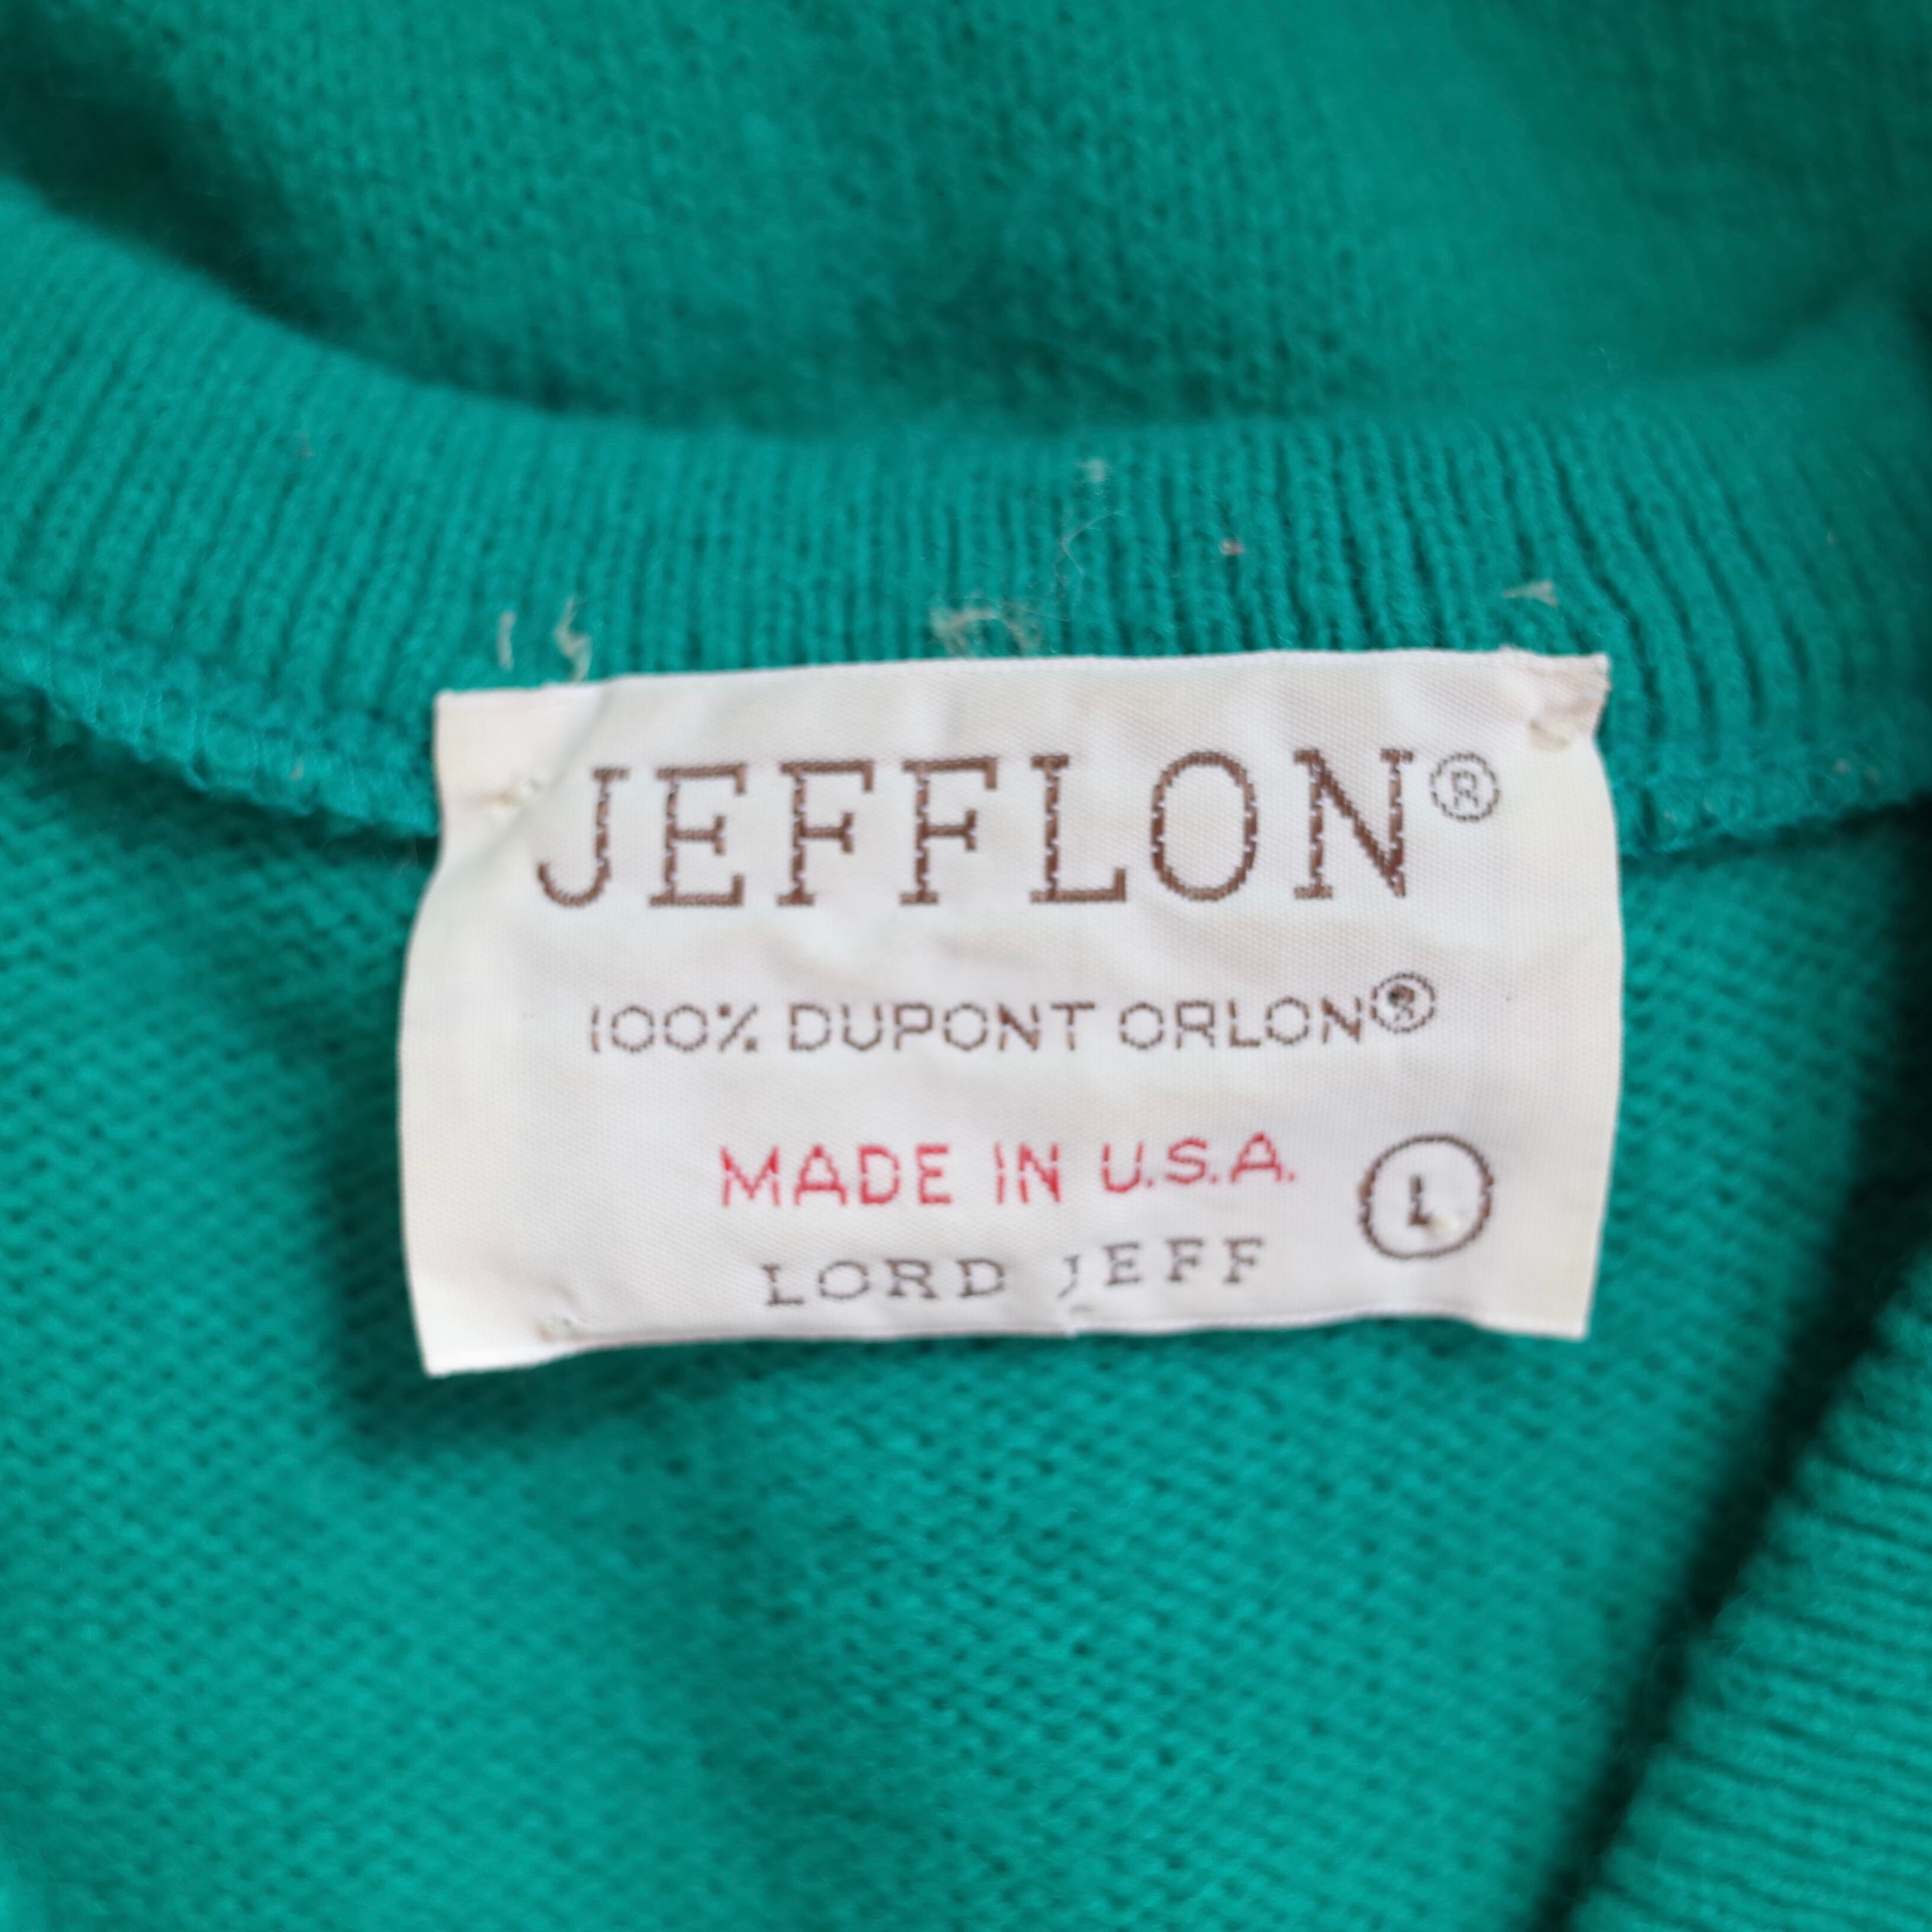 JEFFLON®
100% DUPONT ORLON®
MADE IN U.S.A.
L
LORD JEFF